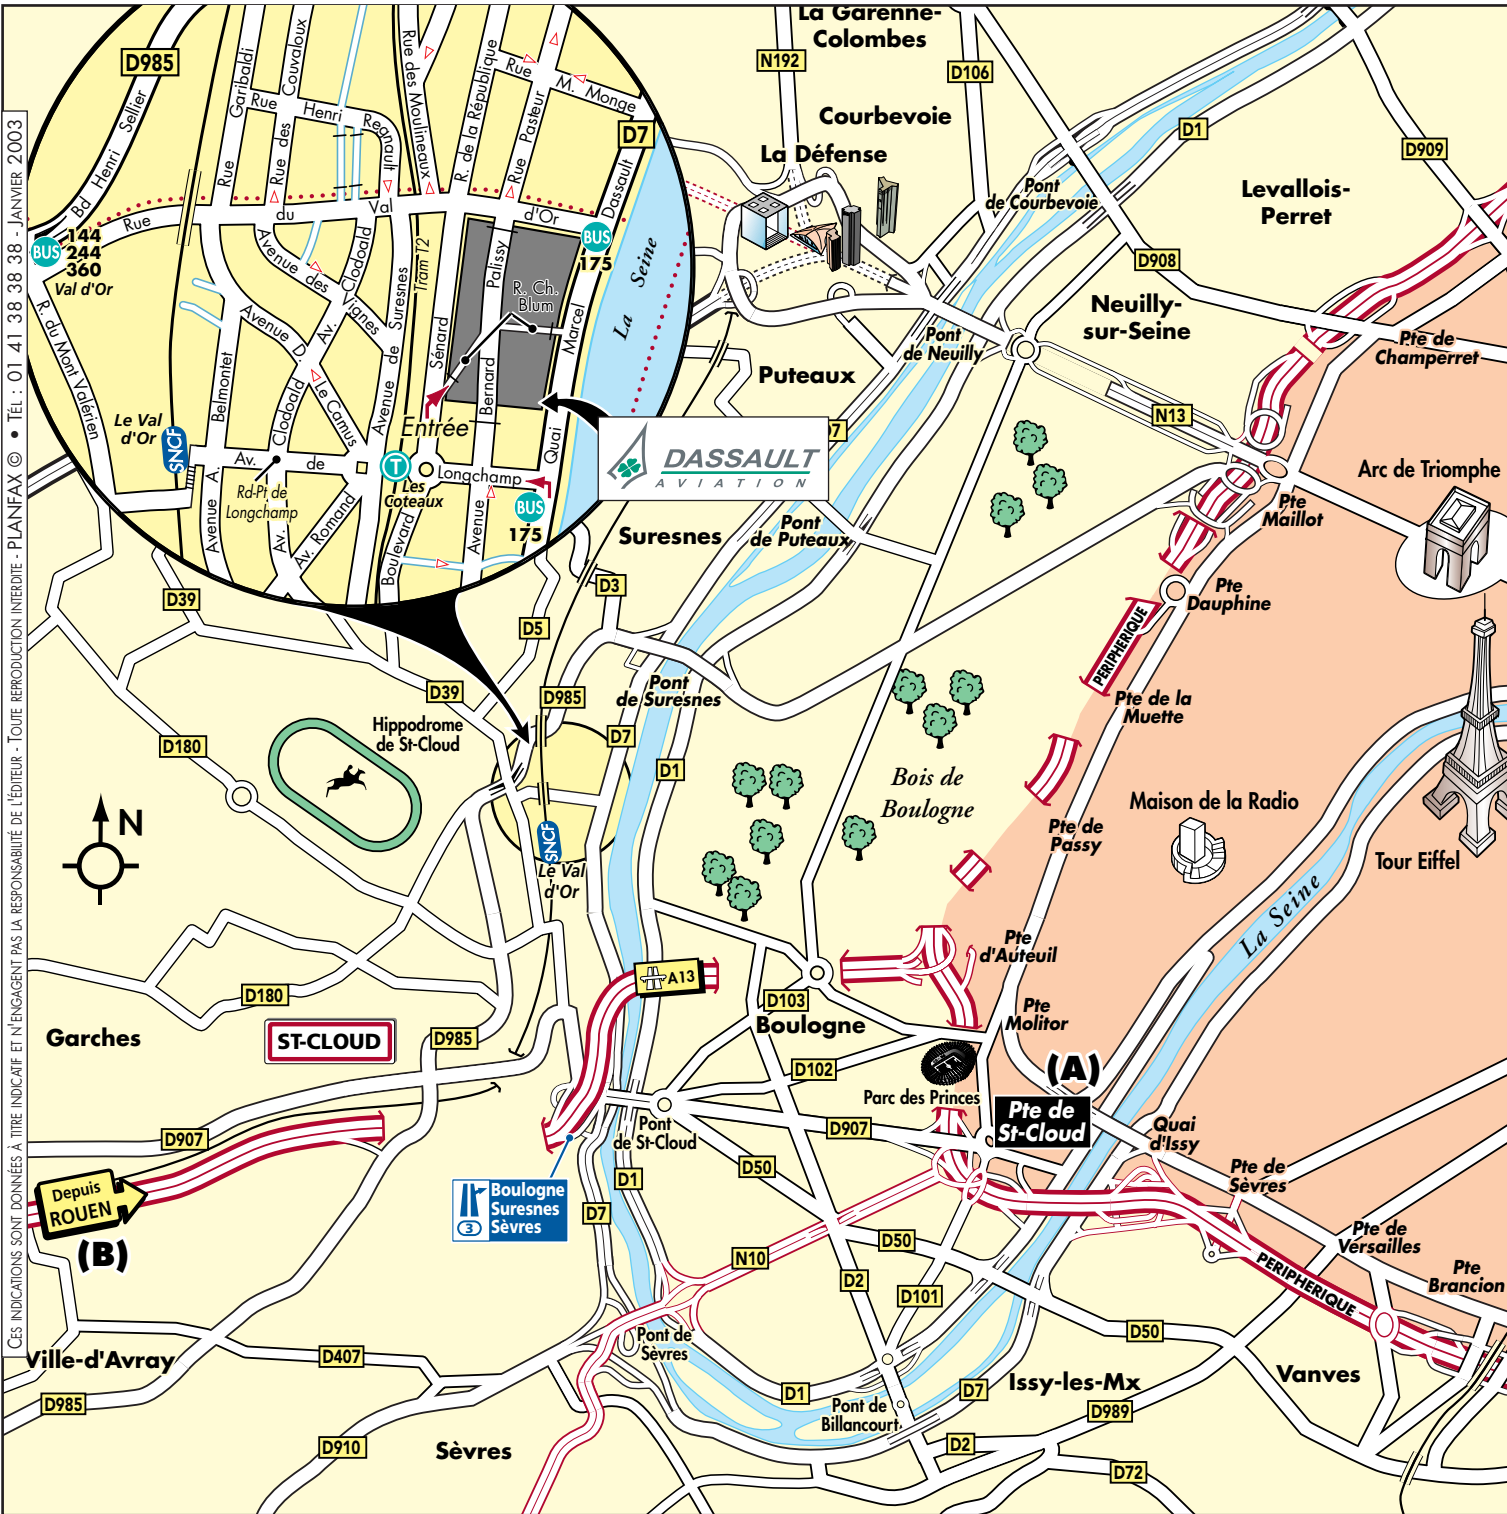 CES INDICATIONS SONT DONNÉES À TITRE INDICATIF ET N'ENGAGENT PAS LA RESPONSABILITÉ DE L'ÉDITEUR - TOUTE REPRODUCTION INTERDITE - PLANIFAX © • TÉL : 01 41 38 38 38 - JANVIER 2003
D985
Bd Henri Sellier
Rue Garibaldi
Couvaloux
Rue des
Rue Henri Regnault
Rue des Moulineaux
R. de la République
Rue M. Monge
Rue Pasteur
D7
Rue du Val d'Or
BUS
144
244
360
Val d'Or
BUS
175
Quai Marcel Dassault
La Seine
R. du Mont Valérien
Avenue des Vignes
Av. Clodoald
Avenue D. Le Camus
Avenue de Suresnes
Tram T2
Palissy
Bernard
Avenue
R. Ch. Blum
Boulevard Sénard
Entrée
Avenue A. Belmontet
Av. Clodoald
Le Val d'Or
SNCF
Av. de Longchamp
Rd-Pt de Longchamp
Av. Romand
T
Les Coteaux
BUS
175
DASSAULT
AVIATION
La Garenne-
Colombes
N192
D106
Courbevoie
La Défense
D1
D909
Pont
de Courbevoie
Levallois-
Perret
D908
Neuilly-
sur-Seine
Pont
de Neuilly
Pte de
Champerret
Puteaux
N13
D7
Arc de Triomphe
Pte
Maillot
Suresnes
Pont
de Puteaux
Pte
Dauphine
PERIPHERIQUE
D39
D3
D5
D39
D985
Pont
de Suresnes
Pte de la
Muette
Hippodrome
de St-Cloud
D180
D7
D1
Bois de
Boulogne
Maison de la Radio
Pte de
Passy
Tour Eiffel
N
SNCF
Le Val
d'Or
La Seine
Pte
d'Auteuil
A13
D180
D103
Boulogne
Pte
Molitor
Garches
ST-CLOUD
D985
D102
(A)
Parc des Princes
Pte de
St-Cloud
D907
Pont
de St-Cloud
D907
Quai
d'Issy
D50
Pte de
Sèvres
Depuis
ROUEN
(B)
Boulogne
Suresnes
Sèvres
3
D1
D7
N10
D50
Pte de
Versailles
PERIPHERIQUE
Pte
Brancion
D2
D101
D50
Pont de
Sèvres
Ville-d'Avray
D407
D985
D1
Pont de
Billancourt
D7
Issy-les-Mx
D989
Vanves
D910
Sèvres
D2
D72